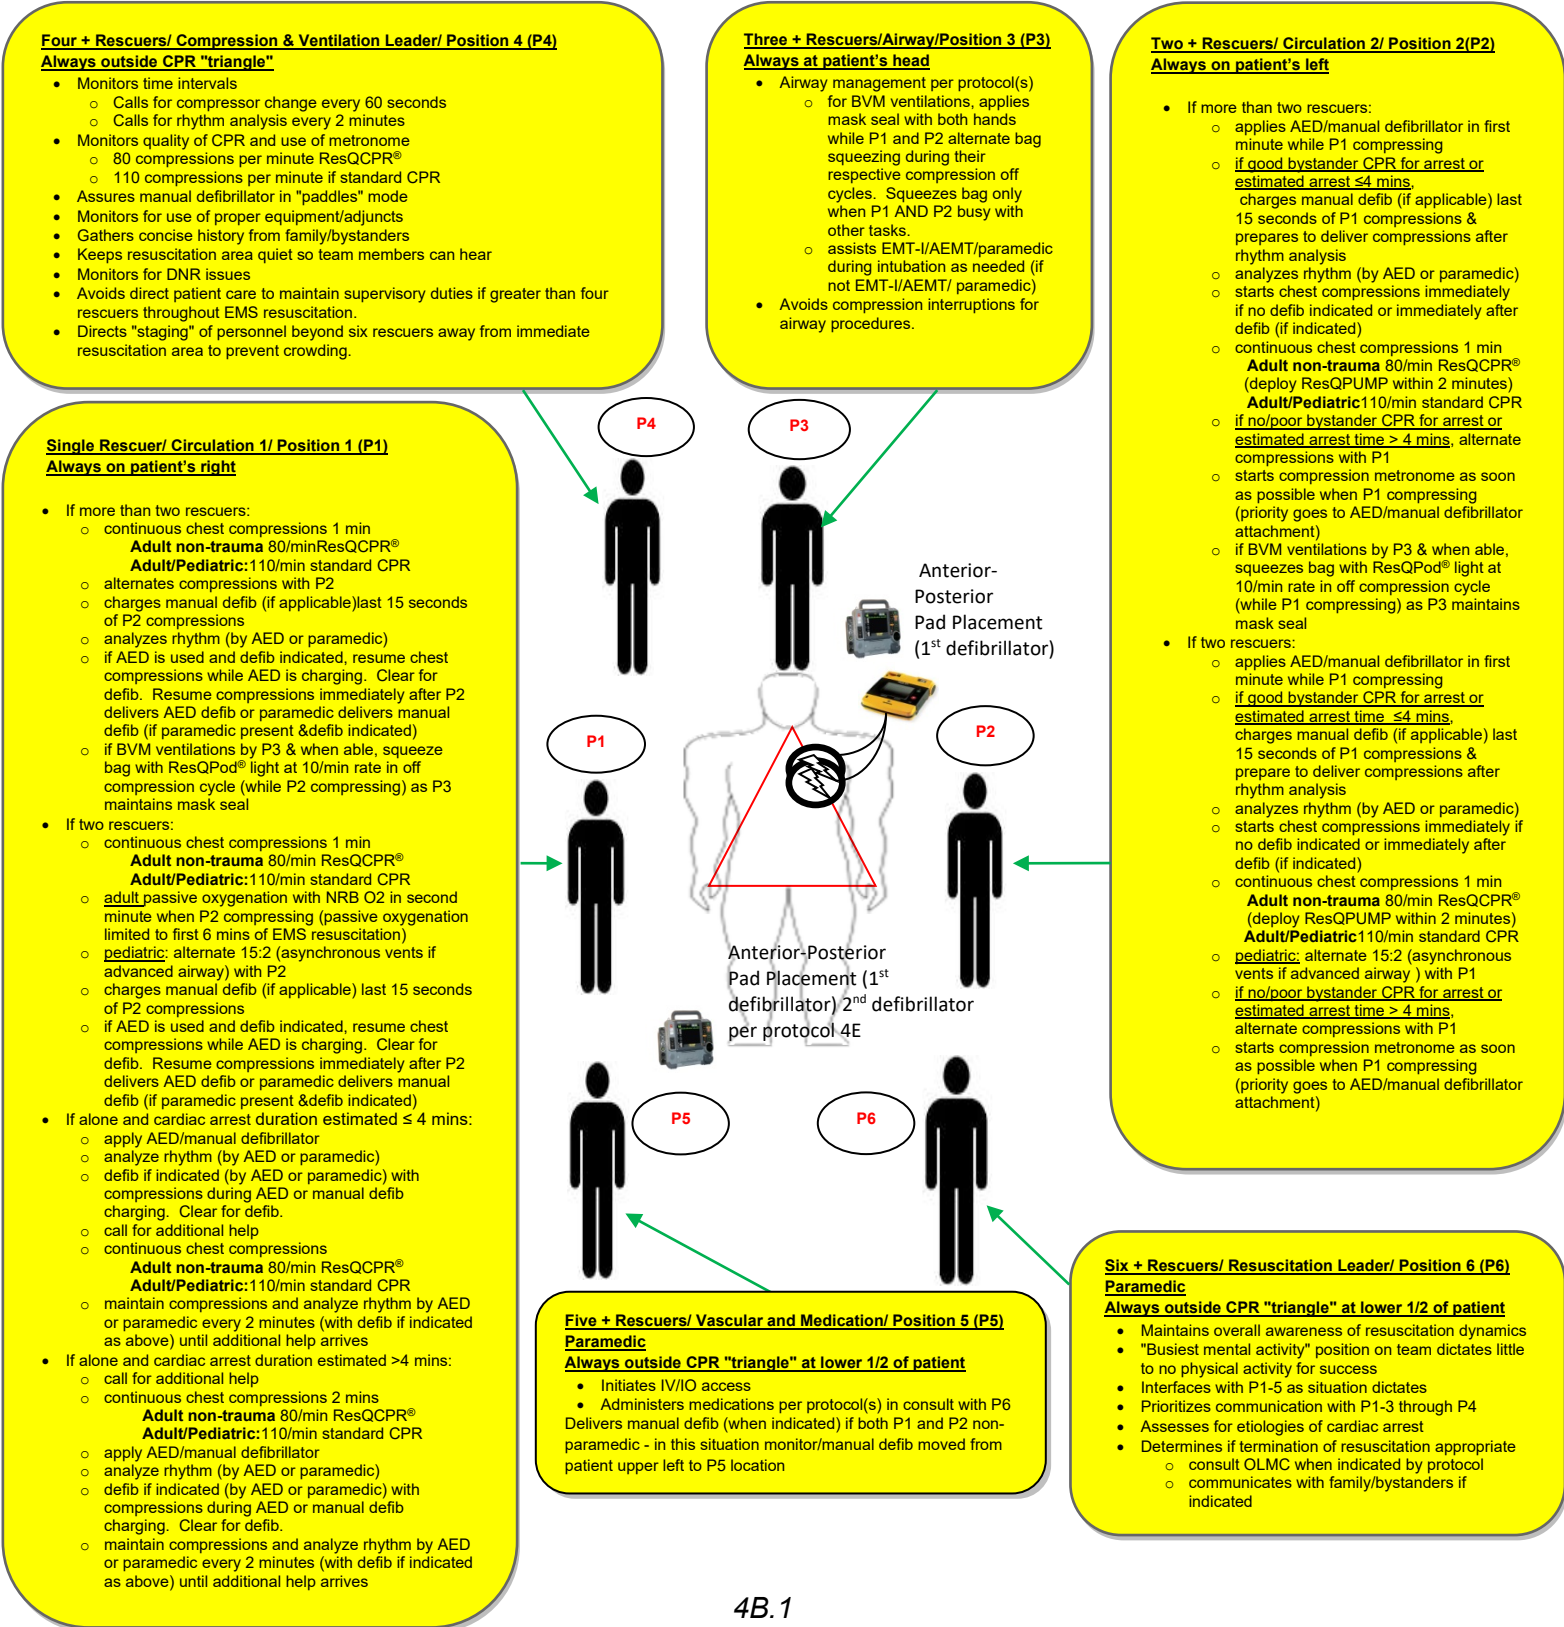 Four + Rescuers/ Compression & Ventilation Leader/ Position 4 (P4)
Always outside CPR "triangle"
• Monitors time intervals
o Calls for compressor change every 60 seconds
o Calls for rhythm analysis every 2 minutes
• Monitors quality of CPR and use of metronome
o 80 compressions per minute ResQCPR®
o 110 compressions per minute if standard CPR
• Assures manual defibrillator in "paddles" mode
• Monitors for use of proper equipment/adjuncts
• Gathers concise history from family/bystanders
• Keeps resuscitation area quiet so team members can hear
• Monitors for DNR issues
• Avoids direct patient care to maintain supervisory duties if greater than four
rescuers throughout EMS resuscitation.
• Directs "staging" of personnel beyond six rescuers away from immediate
resuscitation area to prevent crowding.
Three + Rescuers/Airway/Position 3 (P3)
Always at patient's head
• Airway management per protocol(s)
o for BVM ventilations, applies
mask seal with both hands
while P1 and P2 alternate bag
squeezing during their
respective compression off
cycles. Squeezes bag only
when P1 AND P2 busy with
other tasks.
o assists EMT-I/AEMT/paramedic
during intubation as needed (if
not EMT-I/AEMT/ paramedic)
• Avoids compression interruptions for
airway procedures.
Two + Rescuers/ Circulation 2/ Position 2(P2)
Always on patient's left
• If more than two rescuers:
o applies AED/manual defibrillator in first
minute while P1 compressing
o if good bystander CPR for arrest or
estimated arrest ≤4 mins,
charges manual defib (if applicable) last
15 seconds of P1 compressions &
prepares to deliver compressions after
rhythm analysis
o analyzes rhythm (by AED or paramedic)
o starts chest compressions immediately
if no defib indicated or immediately after
defib (if indicated)
o continuous chest compressions 1 min
Adult non-trauma 80/min ResQCPR®
(deploy ResQPUMP within 2 minutes)
Adult/Pediatric110/min standard CPR
o if no/poor bystander CPR for arrest or
estimated arrest time > 4 mins, alternate
compressions with P1
o starts compression metronome as soon
as possible when P1 compressing
(priority goes to AED/manual defibrillator
attachment)
o if BVM ventilations by P3 & when able,
squeezes bag with ResQPod® light at
10/min rate in off compression cycle
(while P1 compressing) as P3 maintains
mask seal
• If two rescuers:
o applies AED/manual defibrillator in first
minute while P1 compressing
o if good bystander CPR for arrest or
estimated arrest time ≤4 mins,
charges manual defib (if applicable) last
15 seconds of P1 compressions &
prepare to deliver compressions after
rhythm analysis
o analyzes rhythm (by AED or paramedic)
o starts chest compressions immediately if
no defib indicated or immediately after
defib (if indicated)
o continuous chest compressions 1 min
Adult non-trauma 80/min ResQCPR®
(deploy ResQPUMP within 2 minutes)
Adult/Pediatric110/min standard CPR
o pediatric: alternate 15:2 (asynchronous
vents if advanced airway ) with P1
o if no/poor bystander CPR for arrest or
estimated arrest time > 4 mins,
alternate compressions with P1
o starts compression metronome as soon
as possible when P1 compressing
(priority goes to AED/manual defibrillator
attachment)
Single Rescuer/ Circulation 1/ Position 1 (P1)
Always on patient's right
• If more than two rescuers:
o continuous chest compressions 1 min
Adult non-trauma 80/minResQCPR®
Adult/Pediatric:110/min standard CPR
o alternates compressions with P2
o charges manual defib (if applicable)last 15 seconds
of P2 compressions
o analyzes rhythm (by AED or paramedic)
o if AED is used and defib indicated, resume chest
compressions while AED is charging. Clear for
defib. Resume compressions immediately after P2
delivers AED defib or paramedic delivers manual
defib (if paramedic present &defib indicated)
o if BVM ventilations by P3 & when able, squeeze
bag with ResQPod® light at 10/min rate in off
compression cycle (while P2 compressing) as P3
maintains mask seal
• If two rescuers:
o continuous chest compressions 1 min
Adult non-trauma 80/min ResQCPR®
Adult/Pediatric:110/min standard CPR
o adult passive oxygenation with NRB O2 in second
minute when P2 compressing (passive oxygenation
limited to first 6 mins of EMS resuscitation)
o pediatric: alternate 15:2 (asynchronous vents if
advanced airway) with P2
o charges manual defib (if applicable) last 15 seconds
of P2 compressions
o if AED is used and defib indicated, resume chest
compressions while AED is charging. Clear for
defib. Resume compressions immediately after P2
delivers AED defib or paramedic delivers manual
defib (if paramedic present &defib indicated)
• If alone and cardiac arrest duration estimated ≤ 4 mins:
o apply AED/manual defibrillator
o analyze rhythm (by AED or paramedic)
o defib if indicated (by AED or paramedic) with
compressions during AED or manual defib
charging. Clear for defib.
o call for additional help
o continuous chest compressions
Adult non-trauma 80/min ResQCPR®
Adult/Pediatric:110/min standard CPR
o maintain compressions and analyze rhythm by AED
or paramedic every 2 minutes (with defib if indicated
as above) until additional help arrives
• If alone and cardiac arrest duration estimated >4 mins:
o call for additional help
o continuous chest compressions 2 mins
Adult non-trauma 80/min ResQCPR®
Adult/Pediatric:110/min standard CPR
o apply AED/manual defibrillator
o analyze rhythm (by AED or paramedic)
o defib if indicated (by AED or paramedic) with
compressions during AED or manual defib
charging. Clear for defib.
o maintain compressions and analyze rhythm by AED
or paramedic every 2 minutes (with defib if indicated
as above) until additional help arrives
P4
P3
Anterior-
Posterior
Pad Placement
(1st defibrillator)
P1
P2
Anterior-Posterior
Pad Placement (1st
defibrillator) 2nd defibrillator
per protocol 4E
P5
P6
Five + Rescuers/ Vascular and Medication/ Position 5 (P5)
Paramedic
Always outside CPR "triangle" at lower 1/2 of patient
• Initiates IV/IO access
• Administers medications per protocol(s) in consult with P6
Delivers manual defib (when indicated) if both P1 and P2 non-
paramedic - in this situation monitor/manual defib moved from
patient upper left to P5 location
Six + Rescuers/ Resuscitation Leader/ Position 6 (P6)
Paramedic
Always outside CPR "triangle" at lower 1/2 of patient
• Maintains overall awareness of resuscitation dynamics
• "Busiest mental activity" position on team dictates little
to no physical activity for success
• Interfaces with P1-5 as situation dictates
• Prioritizes communication with P1-3 through P4
• Assesses for etiologies of cardiac arrest
• Determines if termination of resuscitation appropriate
o consult OLMC when indicated by protocol
o communicates with family/bystanders if
indicated
4B.1